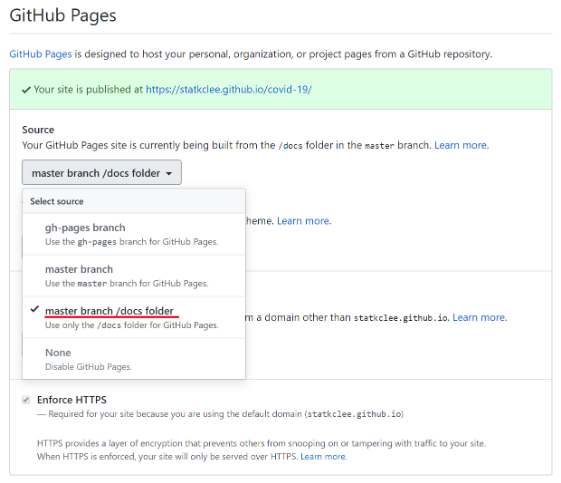 GitHub Pages
GitHub Pages is designed to host your personal, organization, or project pages from a GitHub repository.
Your site is published at https://statkclee.github.io/covid-19/
Source
Your GitHub Pages site is currently being built from the /docs folder in the master branch. Learn more.
master branch /docs folder
Select source
gh-pages branch
heme. Learn more.
Use the gh-pages branch for GitHub Pages.
master branch
Use the master branch for GitHub Pages.
master branch /docs folder
m a domain other than statkclee.github.io. Learn more.
Use only the /docs folder for GitHub Pages.
None
Disable GitHub Pages.
Enforce HTTPS
— Required for your site because you are using the default domain (statkclee.github.io)
HTTPS provides a layer of encryption that prevents others from snooping on or tampering with traffic to your site.
When HTTPS is enforced, your site will only be served over HTTPS. Learn more.